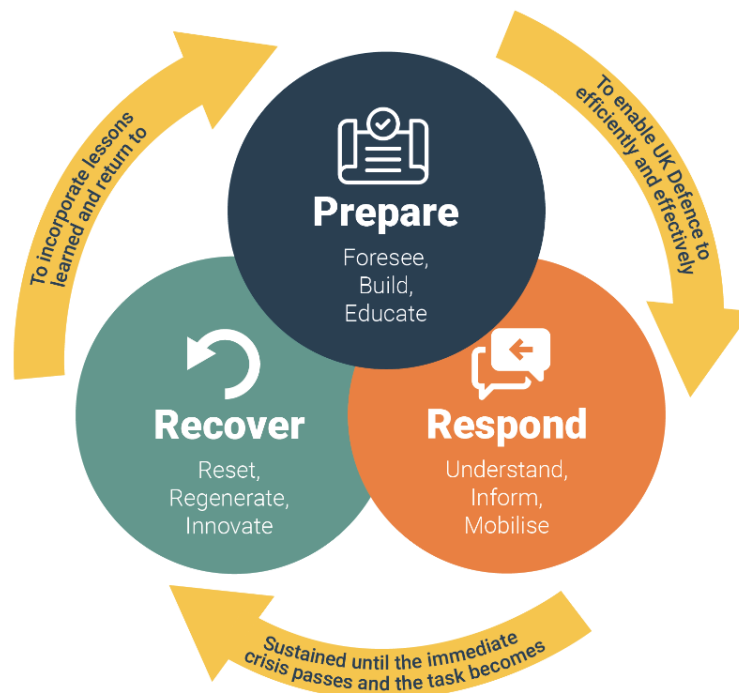 Prepare
Foresee,
Build,
Educate
To enable UK Defence to
efficiently and effectively
Respond
Understand,
Inform,
Mobilise
Sustained until the immediate
crisis passes and the task becomes
Recover
Reset,
Regenerate,
Innovate
To incorporate lessons
learned and return to